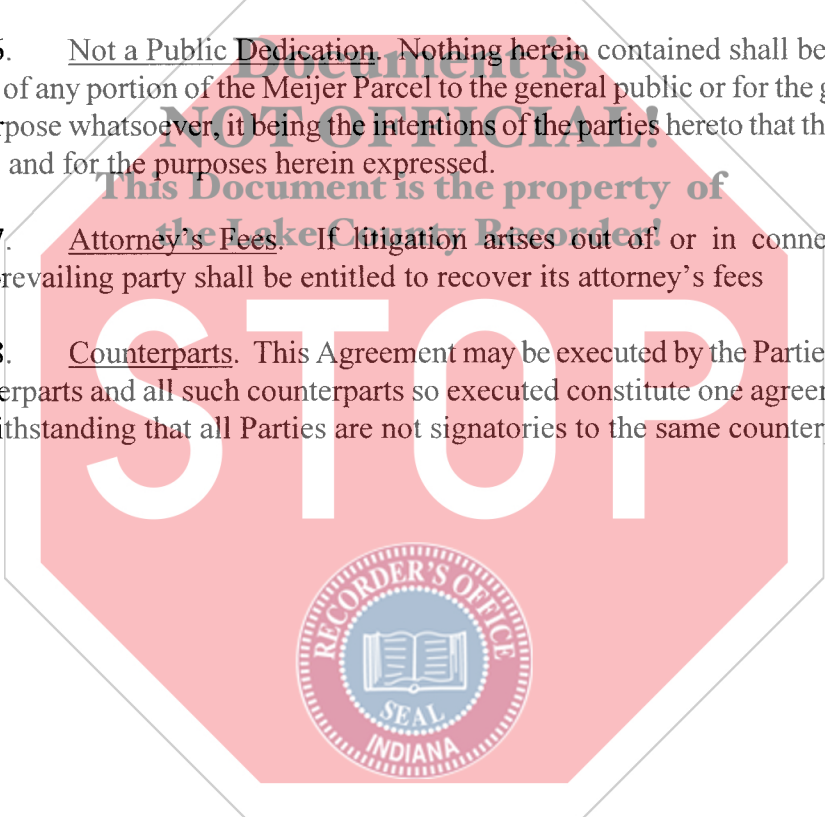 6. Not a Public Dedication. Nothing herein contained shall be
of any portion of the Meijer Parcel to the general public or for the g
rpose whatsoever, it being the intentions of the parties hereto that th
and for the purposes herein expressed.
7. Attorney's Fees. If litigation arises out of or in conne
revailing party shall be entitled to recover its attorney's fees
8. Counterparts. This Agreement may be executed by the Partie
erparts and all such counterparts so executed constitute one agreer
ithstanding that all Parties are not signatories to the same counter
Document is
NOT OFFICIAL!
This Document is the property of
the Lake County Recorder!
STOP
RECORDER'S OFFICE
SEAL
INDIANA